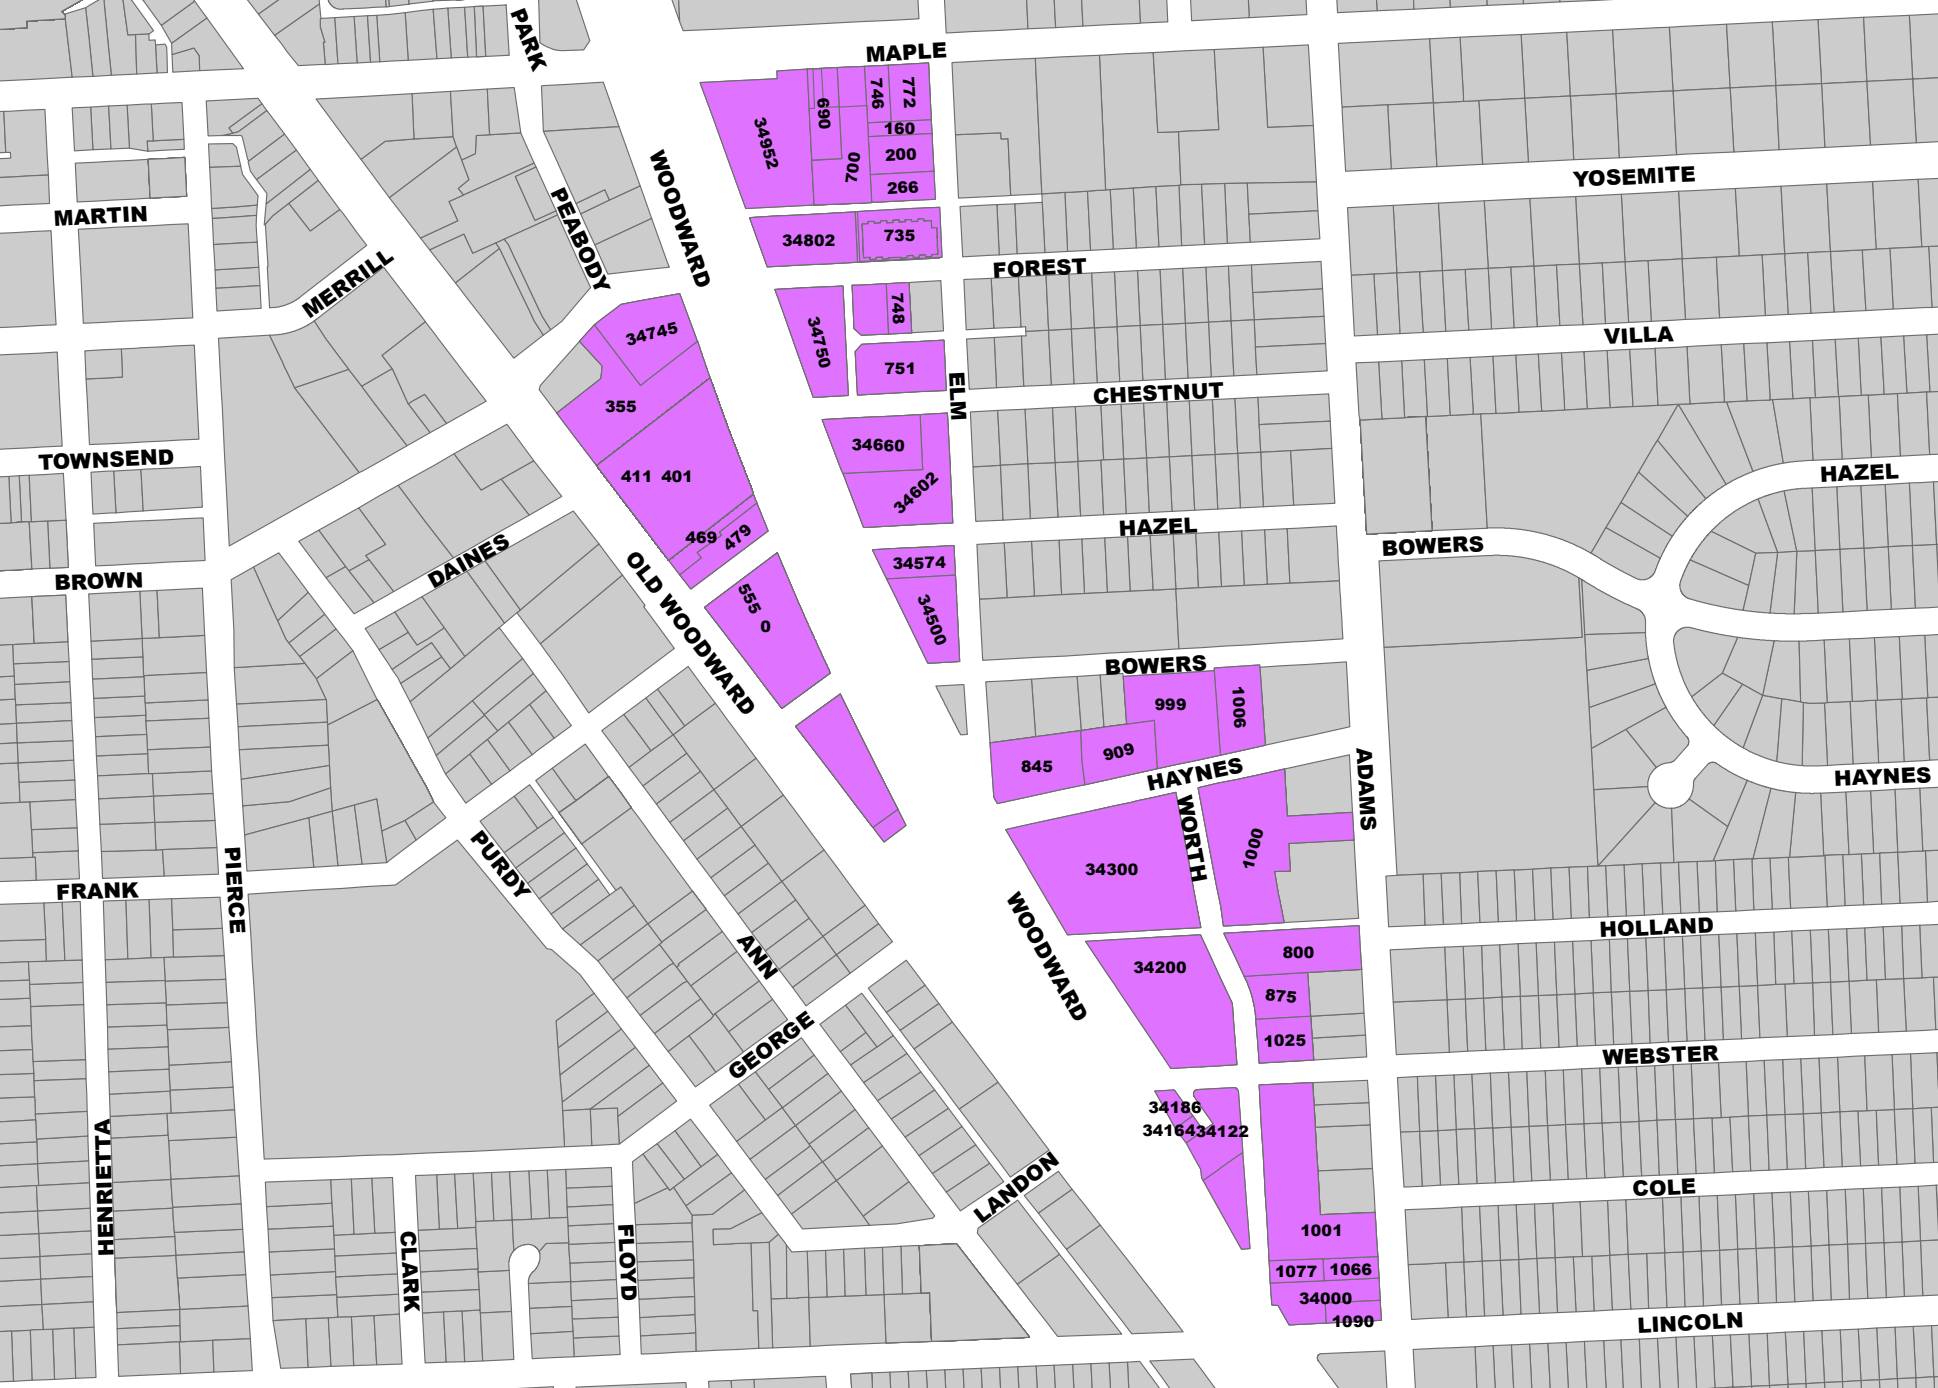 PARK
MAPLE
690
746
772
34952
160
700
200
266
WOODWARD
YOSEMITE
MARTIN
PEABODY
34802
735
FOREST
MERRILL
34745
34750
748
VILLA
751
ELM
CHESTNUT
355
34660
TOWNSEND
411 401
34602
HAZEL
HAZEL
469
479
BOWERS
BROWN
DAINES
OLD WOODWARD
34574
555
0
34500
BOWERS
999
1006
845
909
HAYNES
ADAMS
HAYNES
WORTH
PURDY
PIERCE
34300
1000
FRANK
WOODWARD
HOLLAND
ANN
34200
800
875
1025
GEORGE
WEBSTER
34186
34164
34122
HENRIETTA
LANDON
COLE
CLARK
FLOYD
1001
1077
1066
34000
1090
LINCOLN